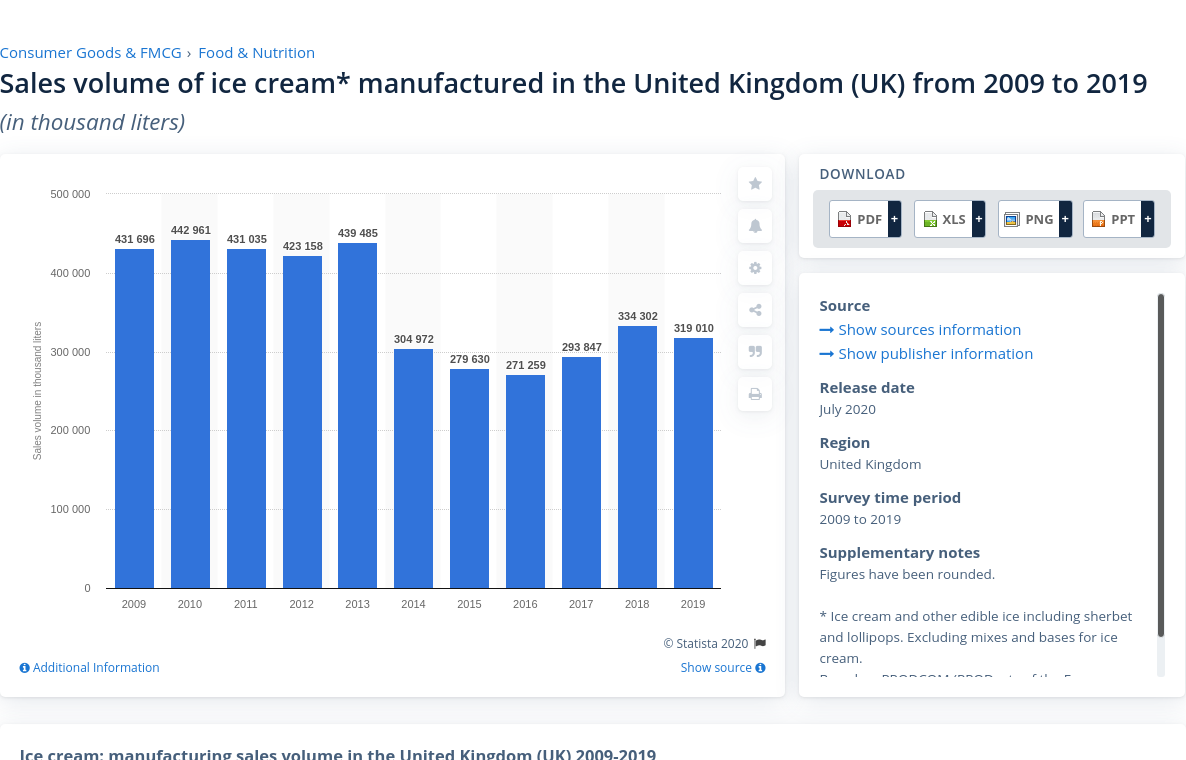 Consumer Goods & FMCG › Food & Nutrition
Sales volume of ice cream* manufactured in the United Kingdom (UK) from 2009 to 2019
(in thousand liters)
Sales volume in thousand liters
500 000
400 000
300 000
200 000
100 000
0
431 696
442 961
431 035
423 158
439 485
304 972
279 630
271 259
293 847
334 302
319 010
2009 2010 2011 2012 2013 2014 2015 2016 2017 2018 2019
© Statista 2020
Additional Information
Show source
DOWNLOAD
PDF + XLS + PNG + PPT +
Source
Show sources information
Show publisher information
Release date
July 2020
Region
United Kingdom
Survey time period
2009 to 2019
Supplementary notes
Figures have been rounded.
* Ice cream and other edible ice including sherbet
and lollipops. Excluding mixes and bases for ice
cream.
Ice cream: manufacturing sales volume in the United Kingdom (UK) 2009-2019